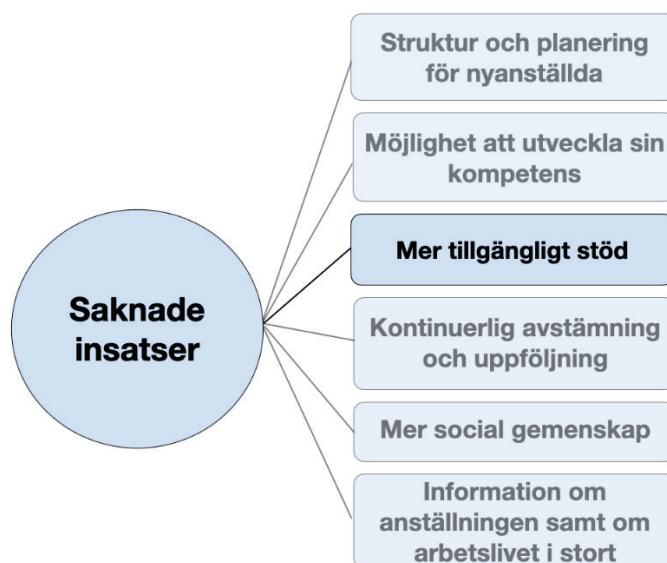 Saknade
insatser
Struktur och planering
för nyanställda
Möjlighet att utveckla sin
kompetens
Mer tillgängligt stöd
Kontinuerlig avstämning
och uppföljning
Mer social gemenskap
Information om
anställningen samt om
arbetslivet i stort